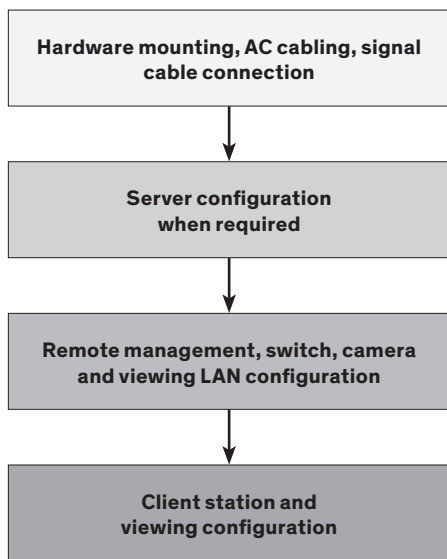 Hardware mounting, AC cabling, signal
cable connection
Server configuration
when required
Remote management, switch, camera
and viewing LAN configuration
Client station and
viewing configuration